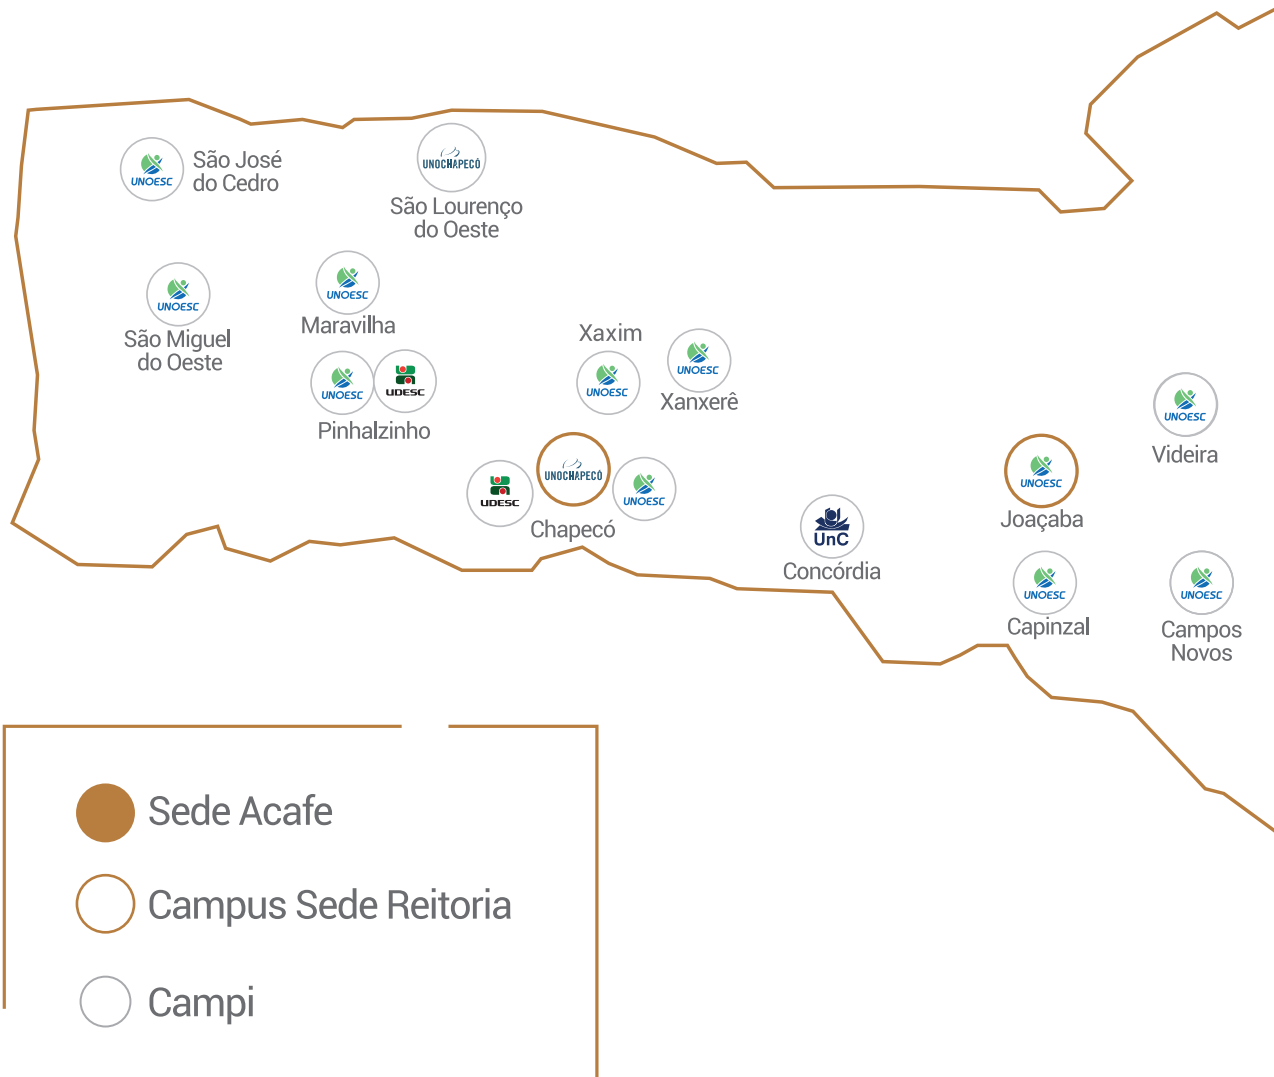 UNOESC
São José
do Cedro
UNOCHAPECÓ
São Lourenço
do Oeste
UNOESC
São Miguel
do Oeste
UNOESC
Maravilha
UNOESC
UDESC
Pinhalzinho
Xaxim
UNOESC
UNOESC
Xanxerê
UDESC
UNOCHAPECÓ
UNOESC
Chapecó
UnC
Concórdia
UNOESC
Joaçaba
UNOESC
Videira
UNOESC
Capinzal
UNOESC
Campos
Novos
Sede Acafe
Campus Sede Reitoria
Campi